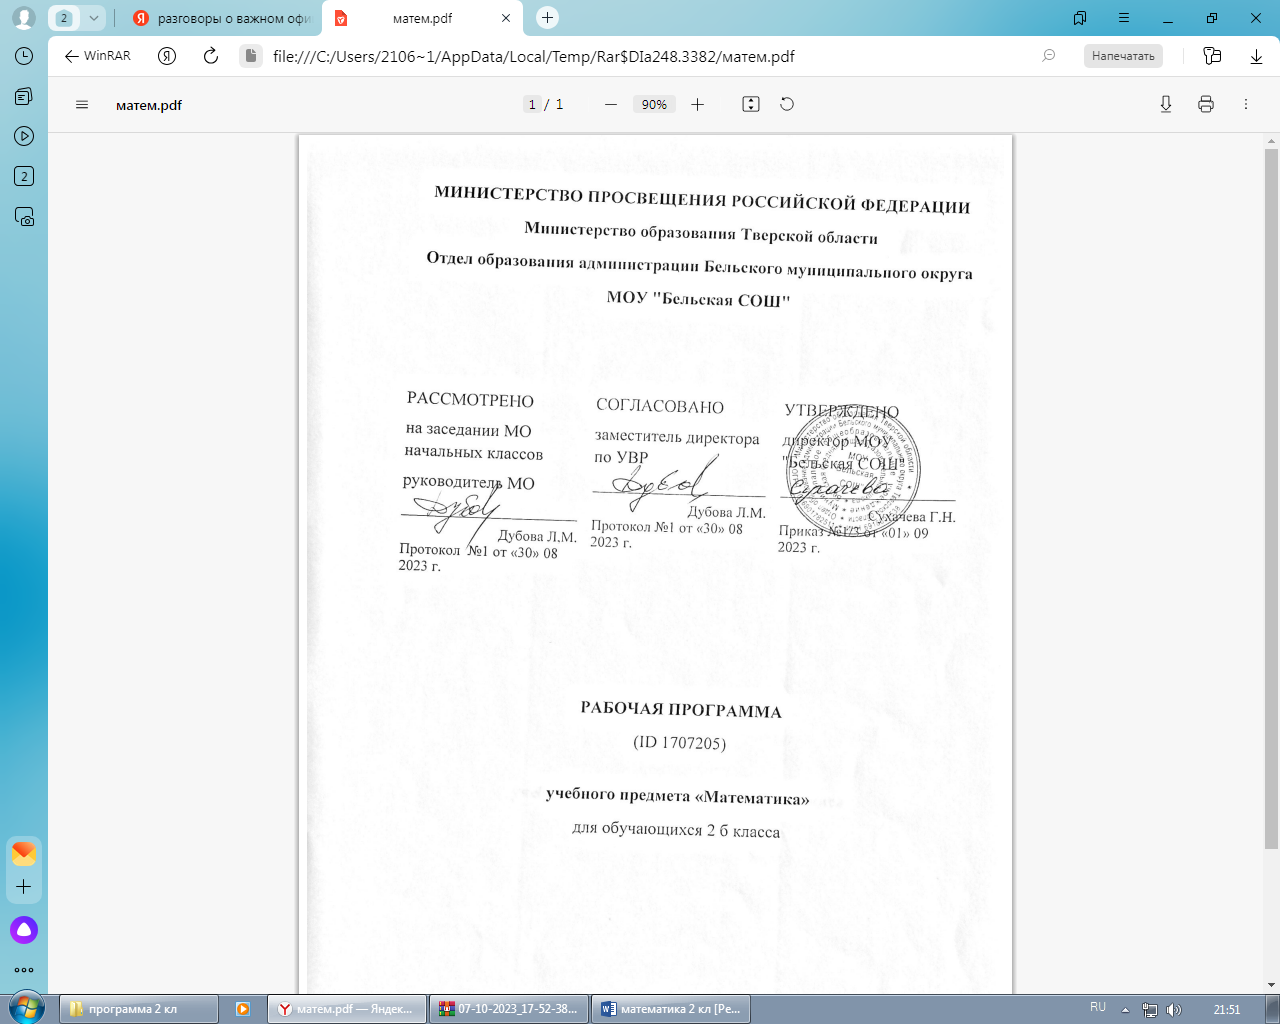 2
разговоры о важном офи
матем.pdf
WinRAR
file:///C:/Users/2106~1/AppData/Local/Temp/Rar$DIa248.3382/матем.pdf
Напечатать
матем.pdf
1 / 1
90%
2
МИНИСТЕРСТВО ПРОСВЕЩЕНИЯ РОССИЙСКОЙ ФЕДЕРАЦИИ
Министерство образования Тверской области
Отдел образования администрации Бельского муниципального округа
МОУ "Бельская СОШ"
РАССМОТРЕНО
на заседании МО
начальных классов
руководитель МО
Дубова Л.М.
Протокол №1 от «30» 08
2023 г.
СОГЛАСОВАНО
заместитель директора
по УВР
Дубова Л.М.
Протокол №1 от «30» 08
2023 г.
УТВЕРЖДЕНО
директор МОУ
"Бельская СОШ"
Сухачева Г.Н.
Приказ №1/3 от «01» 09
2023 г.
РАБОЧАЯ ПРОГРАММА
(ID 1707205)
учебного предмета «Математика»
для обучающихся 2 б класса
программа 2 кл
матем.pdf — Яндек...
07-10-2023_17-52-38...
математика 2 кл [Ре...
RU
21:51